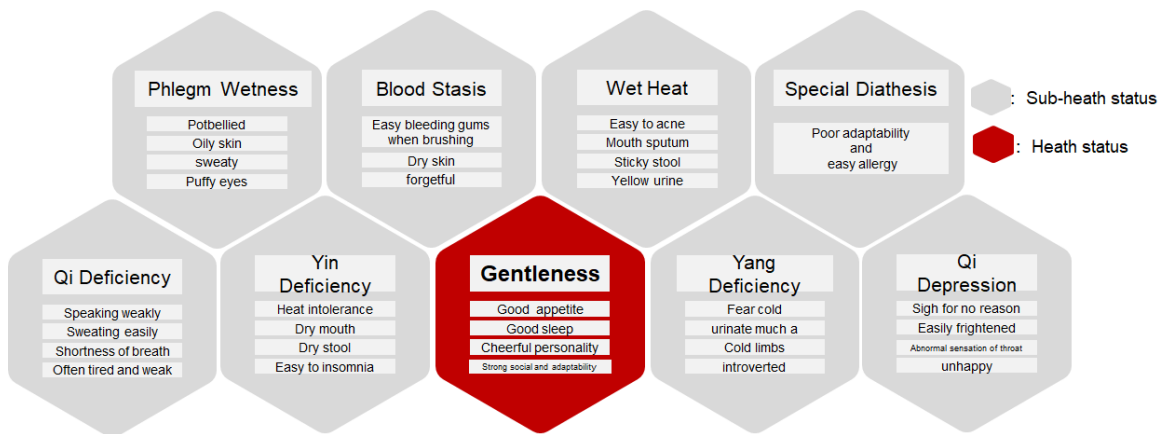 Phlegm Wetness
Potbellied
Oily skin
sweaty
Puffy eyes
Blood Stasis
Easy bleeding gums
when brushing
Dry skin
forgetful
Wet Heat
Easy to acne
Mouth sputum
Sticky stool
Yellow urine
Special Diathesis
Poor adaptability
and
easy allergy
: Sub-heath status
: Heath status
Qi Deficiency
Speaking weakly
Sweating easily
Shortness of breath
Often tired and weak
Yin
Deficiency
Heat intolerance
Dry mouth
Dry stool
Easy to insomnia
Gentleness
Good appetite
Good sleep
Cheerful personality
Strong social and adaptability
Yang
Deficiency
Fear cold
urinate much a
Cold limbs
introverted
Qi
Depression
Sigh for no reason
Easily frightened
Abnormal sensation of throat
unhappy